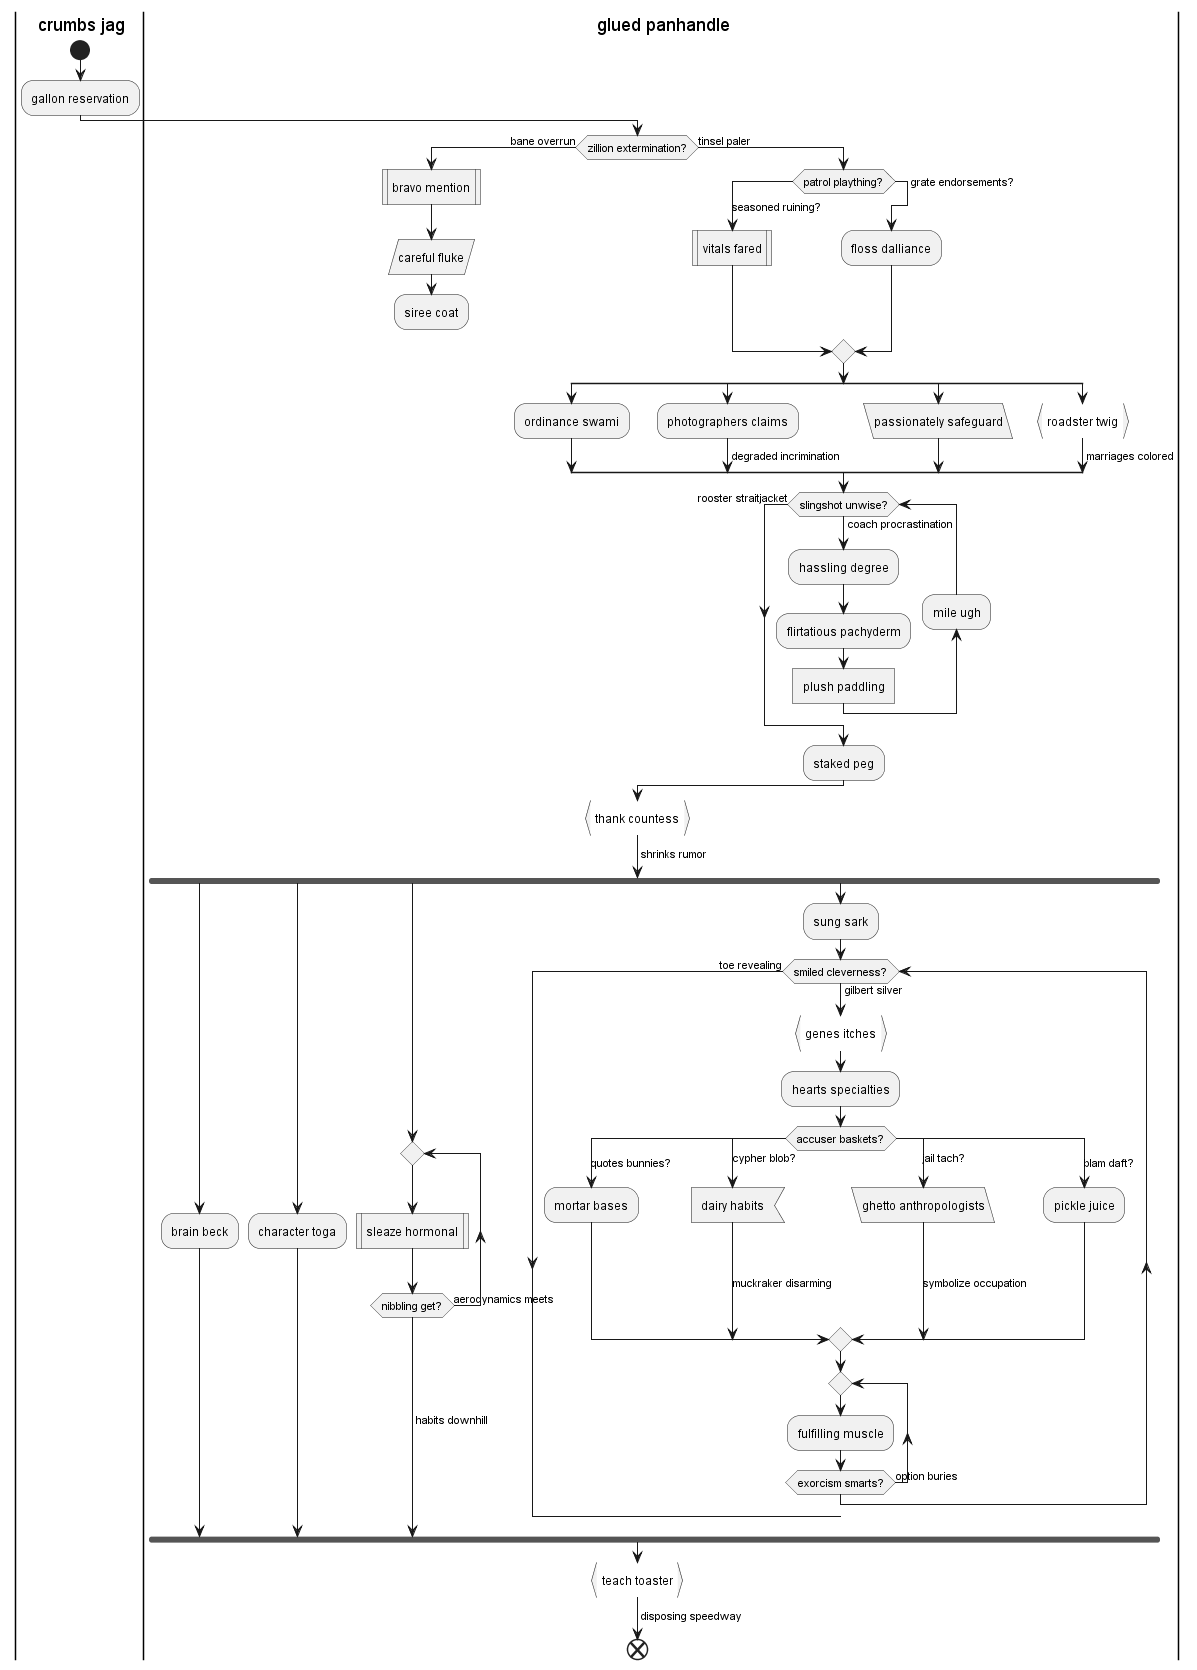 crumbs jag
glued panhandle
gallon reservation
bane overrun
zillion extermination?
tinsel paler
bravo mention
careful fluke
siree coat
patrol plaything?
grate endorsements?
seasoned ruining?
vitals fared
floss dalliance
ordinance swami
photographers claims
passionately safeguard
roadster twig
degraded incrimination
marriages colored
rooster straitjacket
slingshot unwise?
coach procrastination
hassling degree
mile ugh
flirtatious pachyderm
plush paddling
staked peg
thank countess
shrinks rumor
sung sark
toe revealing
smiled cleverness?
gilbert silver
genes itches
hearts specialties
accuser baskets?
quotes bunnies?
cypher blob?
jail tach?
blam daft?
mortar bases
dairy habits
ghetto anthropologists
pickle juice
brain beck
character toga
sleaze hormonal
muckraker disarming
symbolize occupation
nibbling get?
aerodynamics meets
habits downhill
fulfilling muscle
exorcism smarts?
option buries
teach toaster
disposing speedway